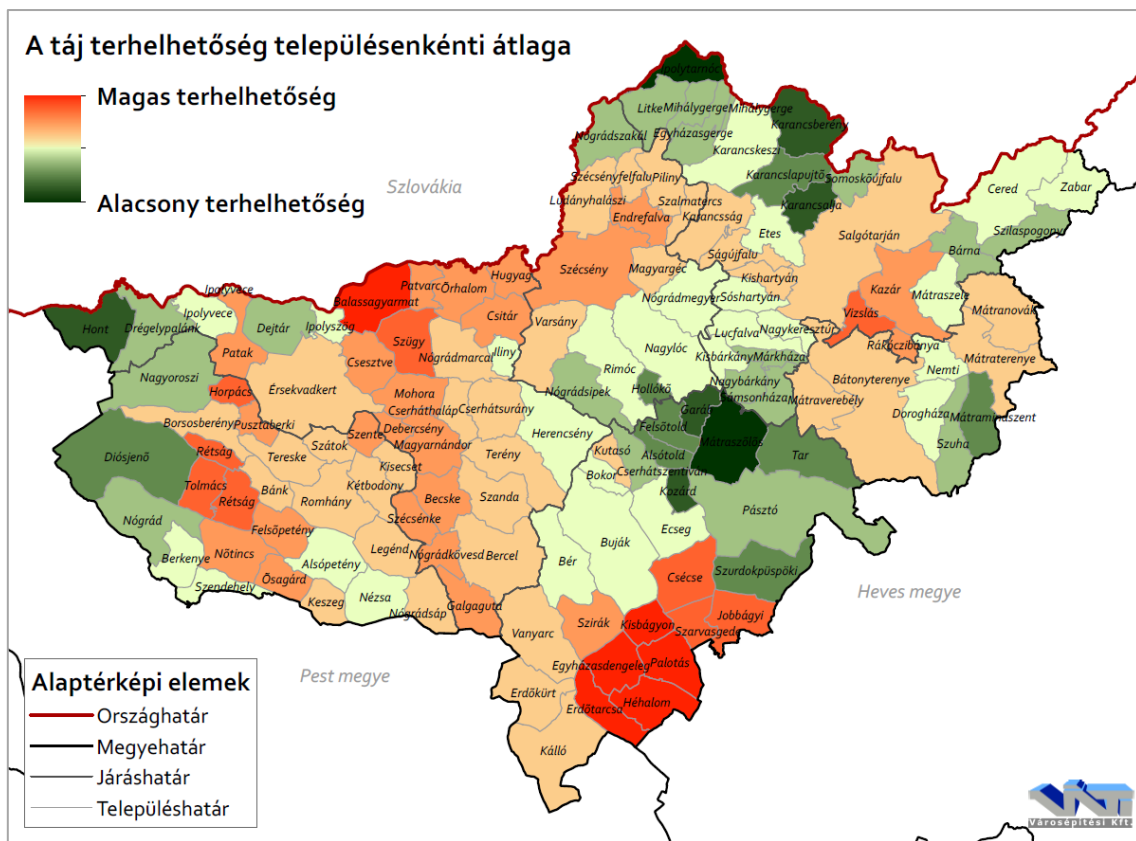 A táj terhelhetőség településenkénti átlaga
Magas terhelhetőség
Alacsony terhelhetőség
Szlovákia
Ipolytarnóc
Litke
Mihálygerge
Mihálygerge
Karancsberény
Nógrádszakál
Egyházasgerge
Karancskeszi
Szécsényfelfalu
Piliny
Karancslapujtő
Somoskőújfalu
Cered
Zabar
Ludányhalászi
Szalmatercs
Karancsság
Karancsalja
Endrefalva
Etes
Salgótarján
Szilaspogony
Bárna
Ságújfalu
Szécsény
Magyargéc
Kishartyán
Hugyag
Patvarc
Őrhalom
Balassagyarmat
Ipolyvece
Ipolyvece
Nógrádmegyer
Sóshartyán
Kazár
Mátraszele
Mátranovák
Hont
Drégelypalánk
Dejtár
Ipolyszög
Csitár
Varsány
Vizslás
Szügy
Lucfalva
Nagykeresztúr
Rákóczibánya
Patak
Csesztve
Nógrádmarcal
Iliny
Nagylóc
Kisbárkány
Márkháza
Mátraterenye
Nagyoroszi
Rimóc
Nemti
Horpács
Érsekvadkert
Mohora
Nógrádsipek
Hollókő
Nagybárkány
Sámsonháza
Bátonyterenye
Cserháthaláp
Cserhátsurány
Garáb
Mátraverebély
Dorogháza
Mátramindszent
Borsosberény
Pusztaberki
Debercsény
Felsőtold
Szente
Herencsény
Mátraszőlős
Szuha
Rétság
Szátok
Magyarnándor
Kutasó
Alsótold
Diósjenő
Tereske
Terény
Tar
Kisecset
Cserhátszentiván
Tolmács
Bánk
Kétbodony
Bokor
Rétság
Romhány
Becske
Szanda
Kozárd
Nógrád
Szécsénke
Pásztó
Felsőpetény
Ecseg
Nőtincs
Legénd
Nógrádkövesd
Bercel
Buják
Berkenye
Alsópetény
Bér
Szurdokpüspöki
Csécse
Ősagárd
Szendehely
Nézsa
Keszeg
Nógrádsáp
Galgaguta
Heves megye
Jobbágyi
Szirák
Kisbágyon
Szarvasgede
Vanyarc
Egyházasdengeleg
Palotás
Pest megye
Erdőkürt
Erdőtarcsa
Héhalom
Kálló
Alaptérképi elemek
Országhatár
Megyehatár
Járáshatár
Településhatár
VÁTI
Városépítési Kft.